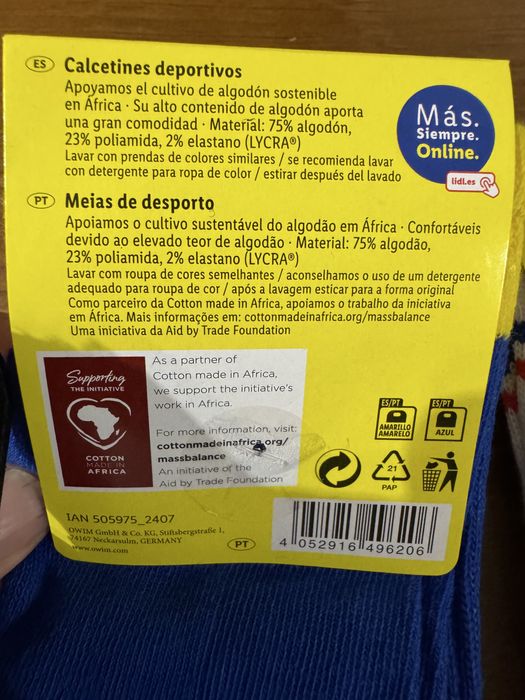 ES Calcetines deportivos
Apoyamos el cultivo de algodón sostenible
en África · Su alto contenido de algodón aporta
una gran comodidad · Material: 75% algodón,
23% poliamida, 2% elastano (LYCRA®)
Lavar con prendas de colores similares / se recomienda lavar
con detergente para ropa de color / estirar después del lavado
Más.
Siempre.
Online.
lidl.es
PT Meias de desporto
Apoiamos o cultivo sustentável do algodão em África · Confortáveis
devido ao elevado teor de algodão · Material: 75% algodão,
23% poliamida, 2% elastano (LYCRA®)
Lavar com roupa de cores semelhantes / aconselhamos o uso de um detergente
adequado para roupa de cor / após a lavagem esticar para a forma original
Como parceiro da Cotton made in Africa, apoiamos o trabalho da iniciativa
em África. Mais informações em: cottonmadeinafrica.org/massbalance
Uma iniciativa da Aid by Trade Foundation
Supporting
THE INITIATIVE
COTTON
MADE IN
AFRICA
As a partner of
Cotton made in Africa,
we support the initiative's
work in Africa.
For more information, visit:
cottonmadeinafrica.org/
massbalance
An initiative of the
Aid by Trade Foundation
ES/PT
AMARILLO
AMARELO
ES/PT
AZUL
21
PAP
IAN 505975_2407
OWIM GmbH & Co. KG, Stiftsbergstraße 1,
74167 Neckarsulm, GERMANY
www.owim.com
PT
4 052916 496206